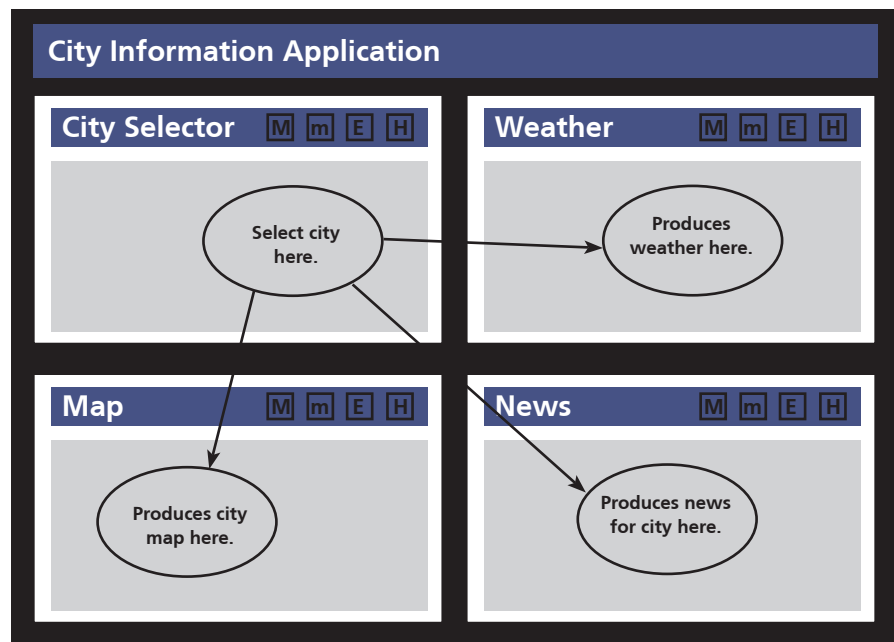 City Information Application
City Selector M m E H
Weather M m E H
Select city
here.
Produces
weather here.
Map M m E H
News M m E H
Produces city
map here.
Produces news
for city here.